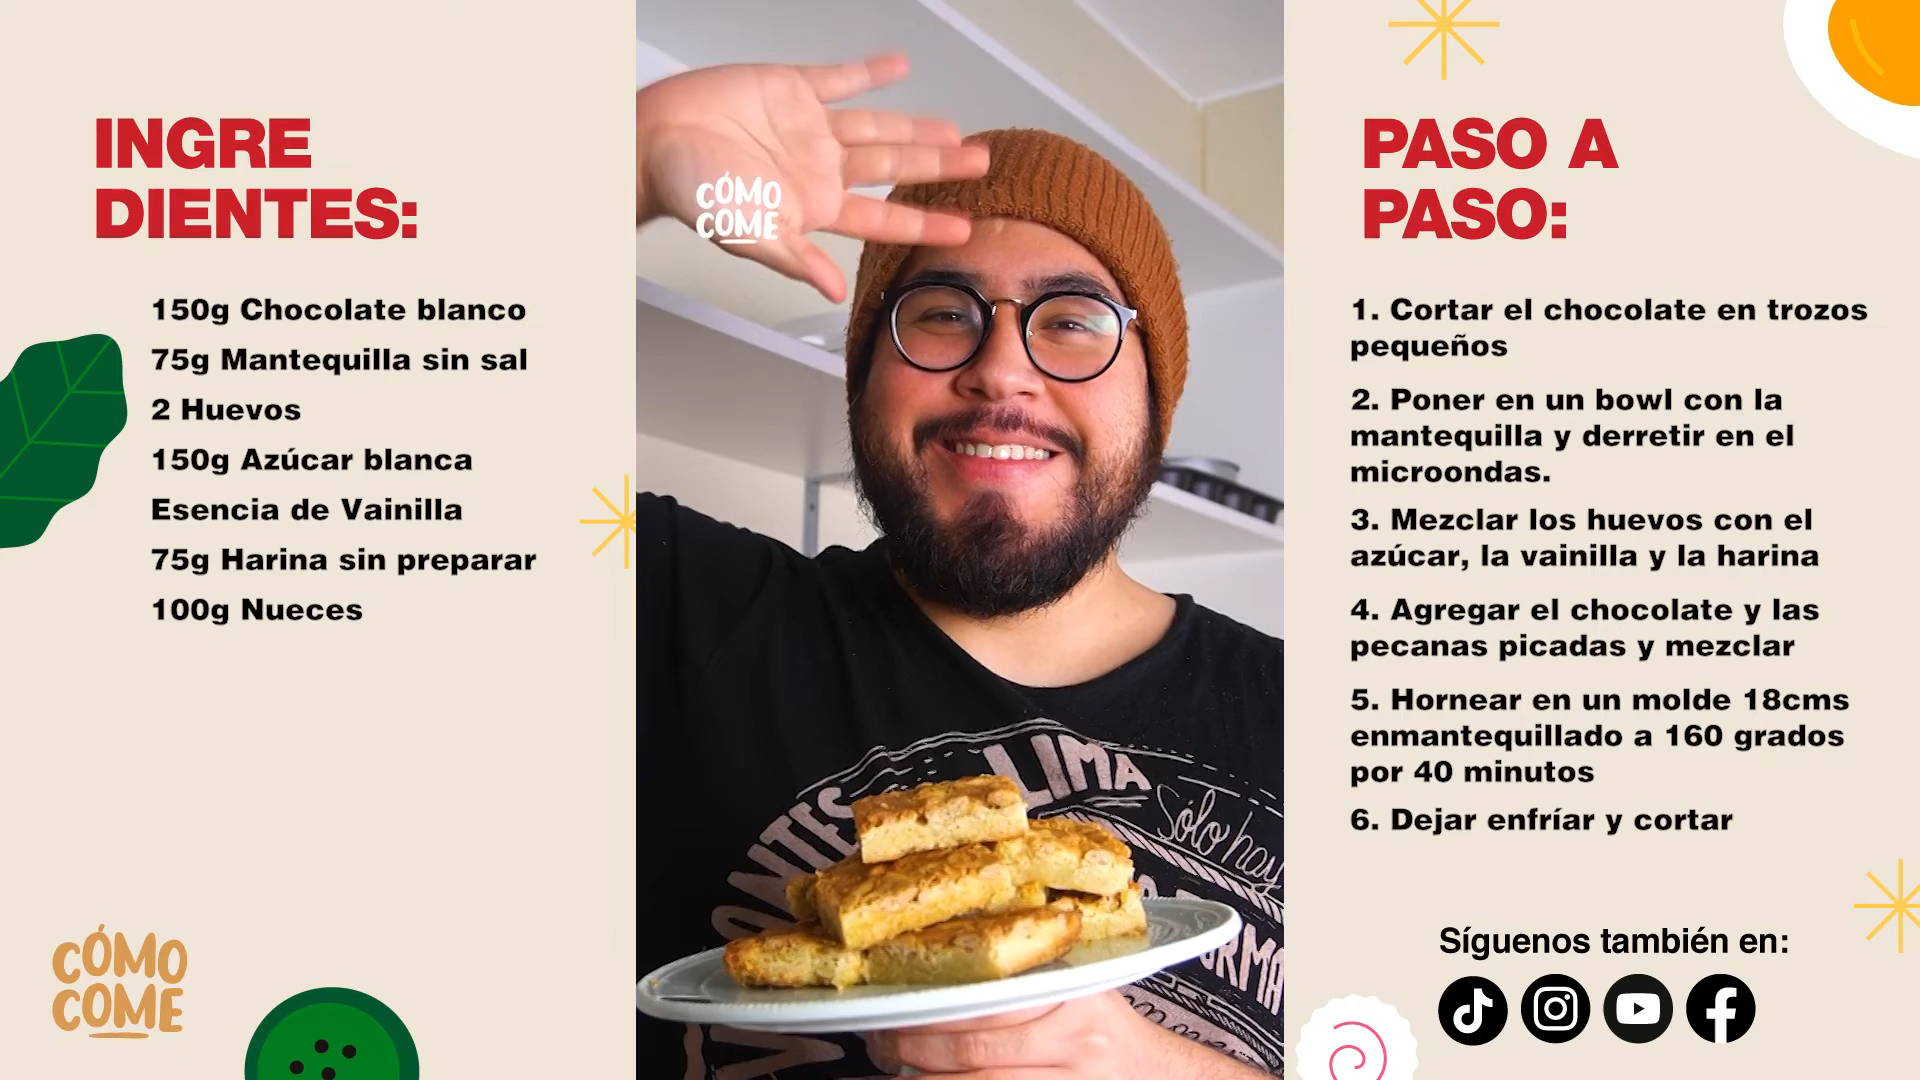 INGRE
DIENTES:
150g Chocolate blanco
75g Mantequilla sin sal
2 Huevos
150g Azúcar blanca
Esencia de Vainilla
75g Harina sin preparar
100g Nueces
CÓMO
COME
CÓMO
COME
LIMA
Sólo hay
PASO A
PASO:
1. Cortar el chocolate en trozos
pequeños
2. Poner en un bowl con la
mantequilla y derretir en el
microondas.
3. Mezclar los huevos con el
azúcar, la vainilla y la harina
4. Agregar el chocolate y las
pecanas picadas y mezclar
5. Hornear en un molde 18cms
enmantequillado a 160 grados
por 40 minutos
6. Dejar enfríar y cortar
Síguenos también en: